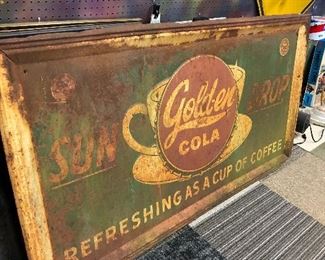 SUN Golden DROP
COLA
REFRESHING AS A CUP OF COFFEE